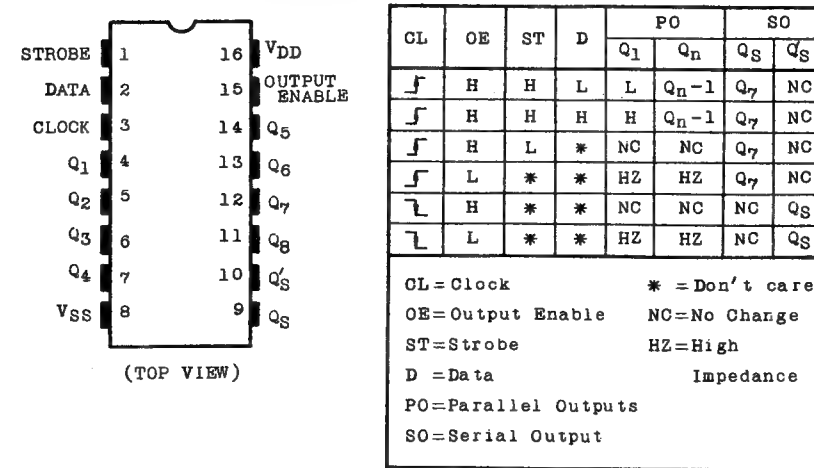 STROBE 1 16 VDD
DATA 2 15 OUTPUT ENABLE
CLOCK 3 14 Q5
Q1 4 13 Q6
Q2 5 12 Q7
Q3 6 11 Q8
Q4 7 10 Q'S
VSS 8 9 QS
(TOP VIEW)
CL OE ST D PO SO
Q1 Qn QS Q'S
H H L L Qn-1 Q7 NC
H H H H Qn-1 Q7 NC
H L * NC NC Q7 NC
L * * HZ HZ Q7 NC
H * * NC NC NC QS
L * * HZ HZ NC QS
CL=Clock * =Don't care
OE=Output Enable NC=No Change
ST=Strobe HZ=High
D =Data Impedance
PO=Parallel Outputs
SO=Serial Output